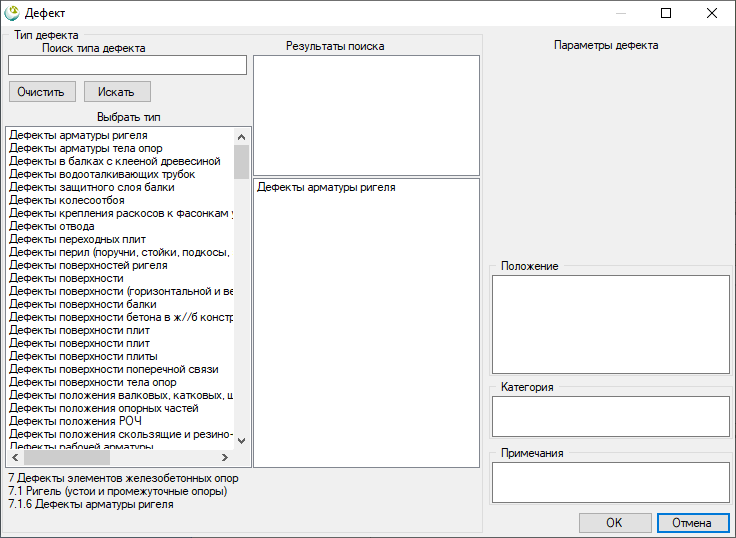 Дефект
Тип дефекта
Поиск типа дефекта
Результаты поиска
Параметры дефекта
Очистить
Искать
Выбрать тип
Дефекты арматуры ригеля
Дефекты арматуры тела опор
Дефекты в балках с клееной древесиной
Дефекты водооталкивающих трубок
Дефекты защитного слоя балки
Дефекты колесоотбоя
Дефекты крепления раскосов к фасонкам
Дефекты отвода
Дефекты переходных плит
Дефекты перил (поручни, стойки, подкосы,
Дефекты поверхностей ригеля
Дефекты поверхности
Дефекты поверхности (горизонтальной и ве
Дефекты поверхности балки
Дефекты поверхности бетона в ж//б констр
Дефекты поверхности плит
Дефекты поверхности плит
Дефекты поверхности плиты
Дефекты поверхности поперечной связи
Дефекты поверхности тела опор
Дефекты положения валковых, катковых, ш
Дефекты положения опорных частей
Дефекты положения РОЧ
Дефекты положения скользящие и резино-
Дефекты рабочей арматуры
Дефекты арматуры ригеля
7 Дефекты элементов железобетонных опор
7.1 Ригель (устои и промежуточные опоры)
7.1.6 Дефекты арматуры ригеля
Положение
Категория
Примечания
ОК
Отмена